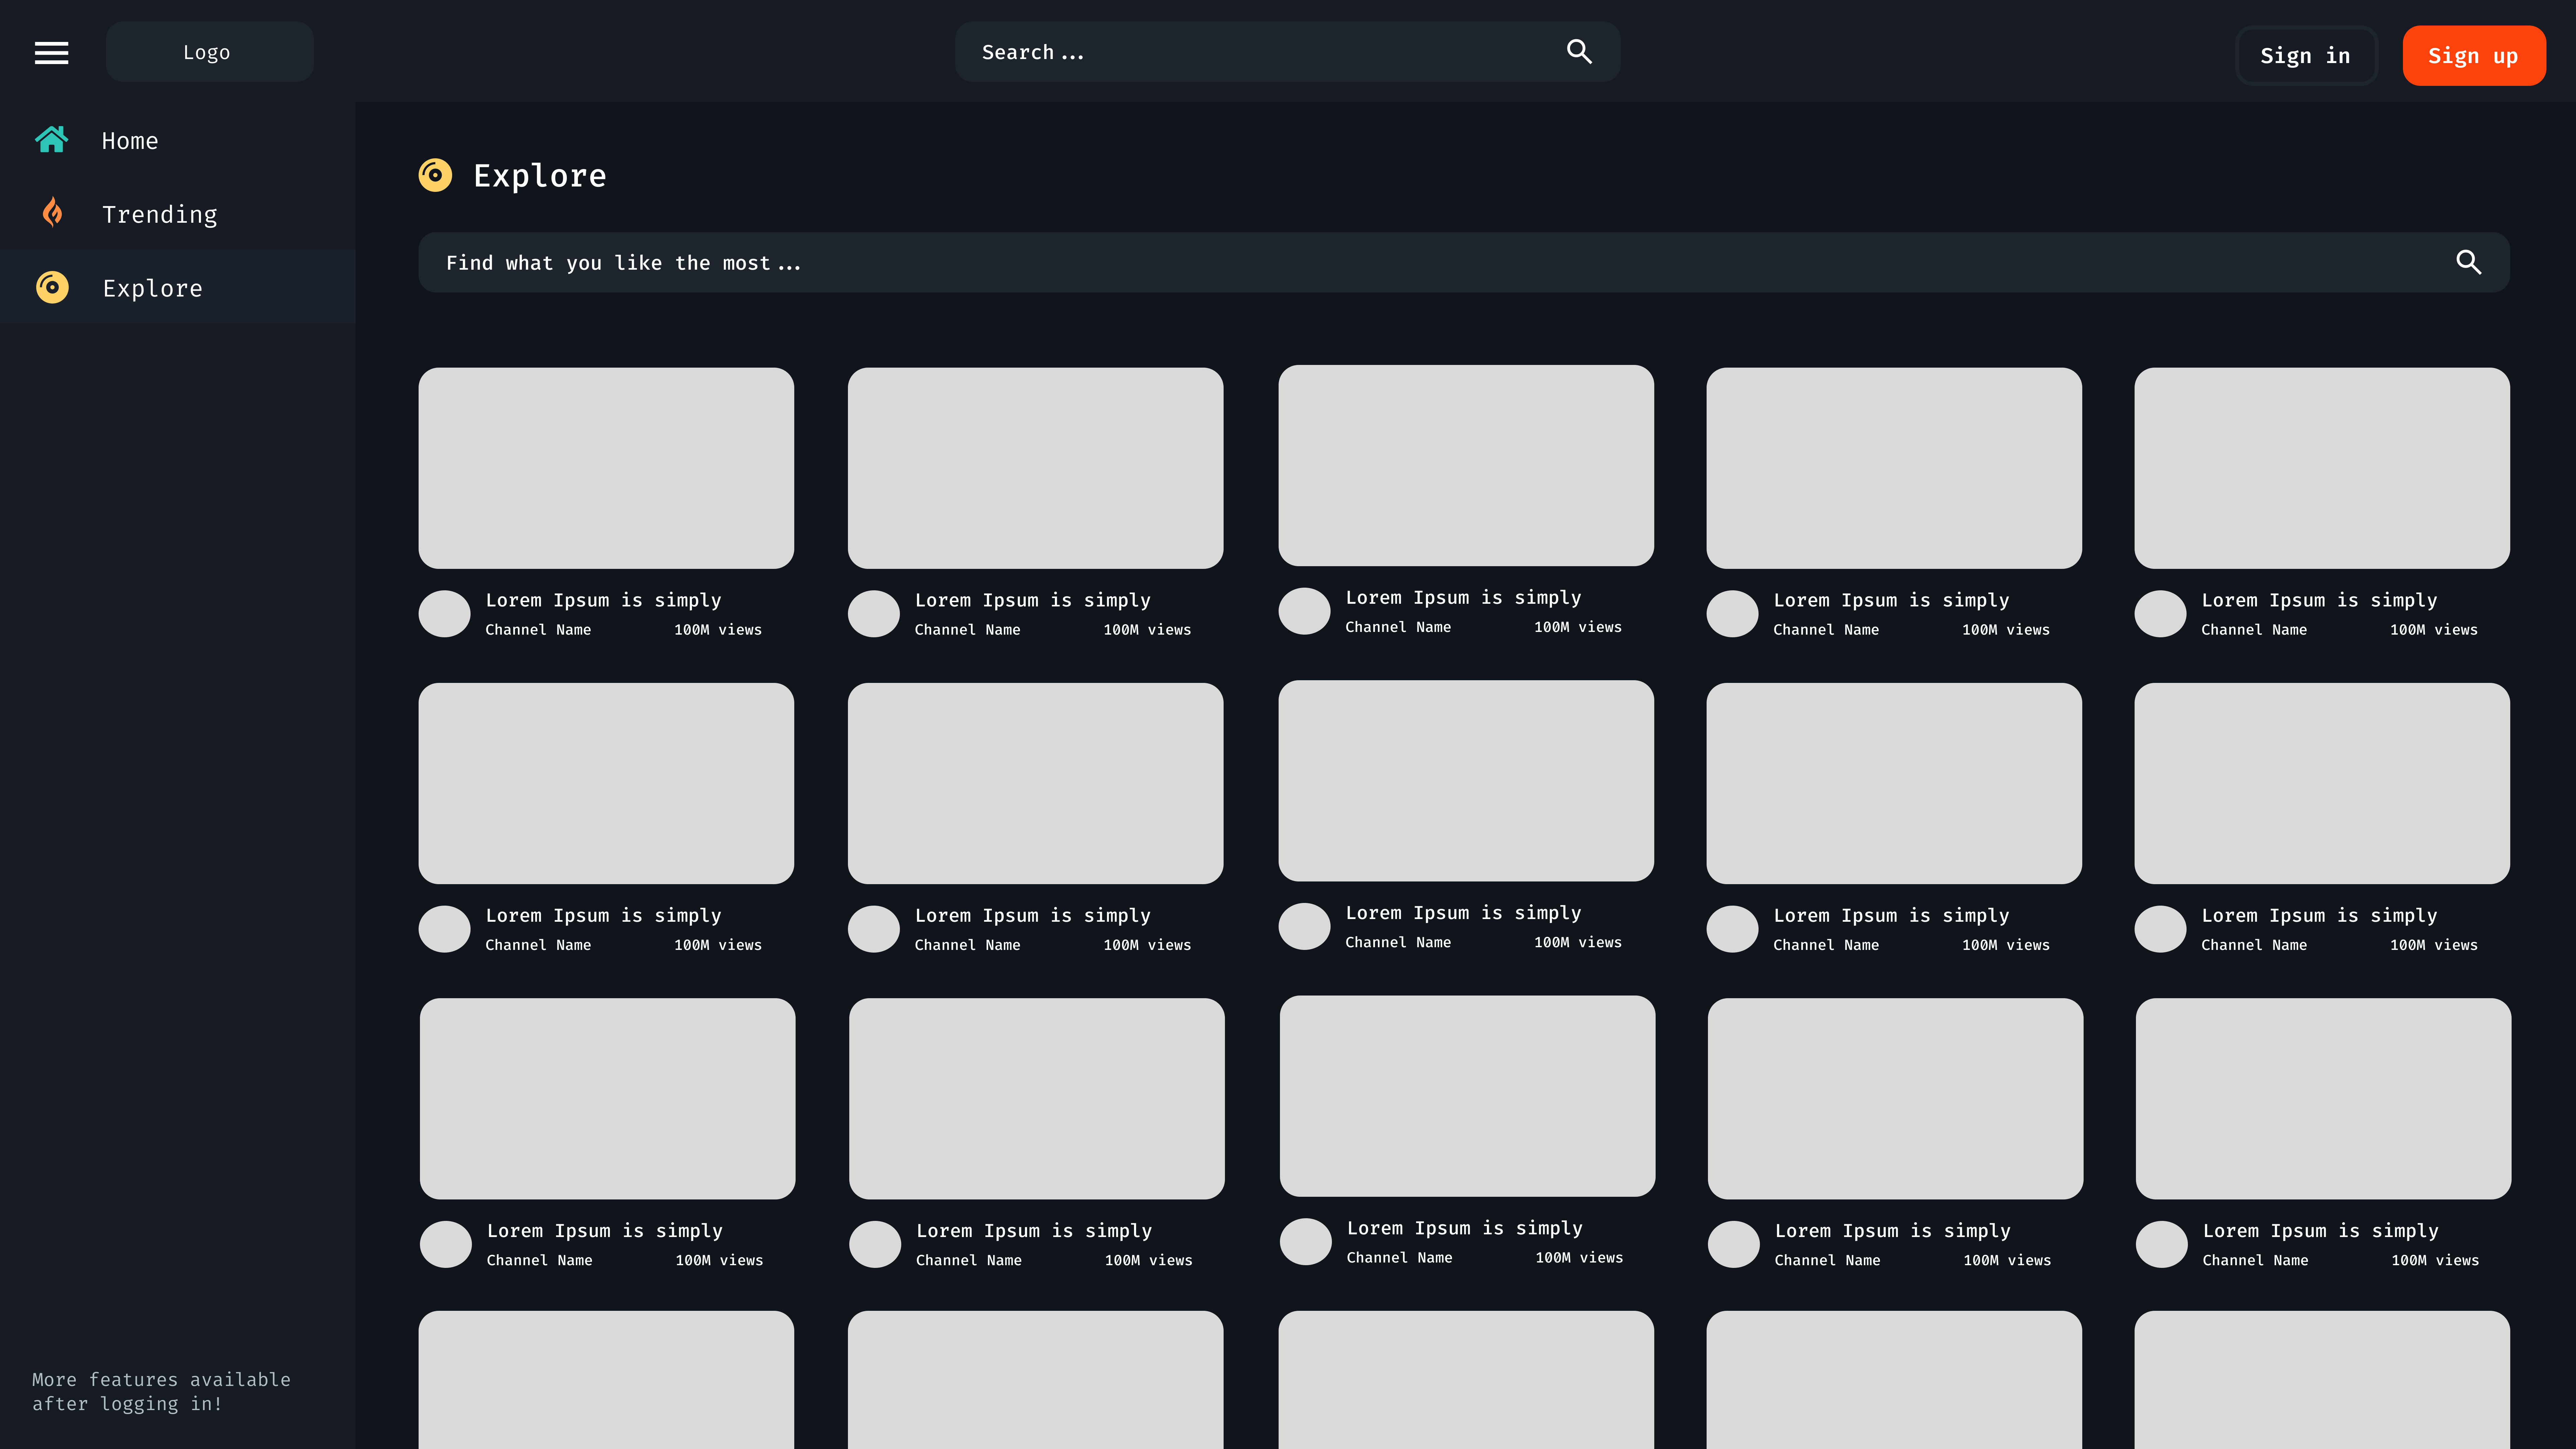 Logo
Search...
Sign in
Sign up
Home
Trending
Explore
Explore
Find what you like the most...
Lorem Ipsum is simply
Channel Name 100M views
Lorem Ipsum is simply
Channel Name 100M views
Lorem Ipsum is simply
Channel Name 100M views
Lorem Ipsum is simply
Channel Name 100M views
Lorem Ipsum is simply
Channel Name 100M views
Lorem Ipsum is simply
Channel Name 100M views
Lorem Ipsum is simply
Channel Name 100M views
Lorem Ipsum is simply
Channel Name 100M views
Lorem Ipsum is simply
Channel Name 100M views
Lorem Ipsum is simply
Channel Name 100M views
Lorem Ipsum is simply
Channel Name 100M views
Lorem Ipsum is simply
Channel Name 100M views
Lorem Ipsum is simply
Channel Name 100M views
Lorem Ipsum is simply
Channel Name 100M views
Lorem Ipsum is simply
Channel Name 100M views
More features available
after logging in!